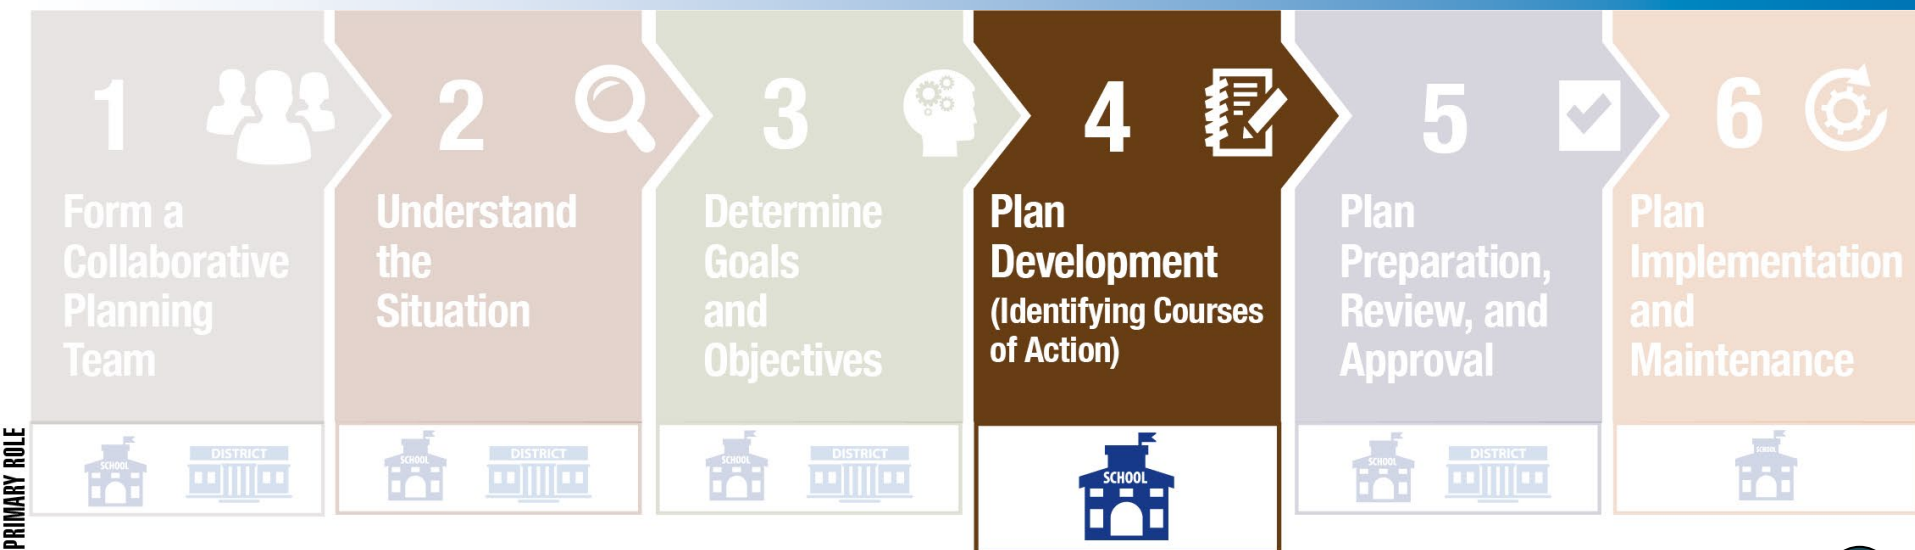 1
Form a
Collaborative
Planning
Team
2
Understand
the
Situation
3
Determine
Goals
and
Objectives
4
Plan
Development
(Identifying Courses
of Action)
5
Plan
Preparation,
Review, and
Approval
6
Plan
Implementation
and
Maintenance
PRIMARY ROLE
SCHOOL
DISTRICT
SCHOOL
DISTRICT
SCHOOL
DISTRICT
SCHOOL
SCHOOL
DISTRICT
SCHOOL